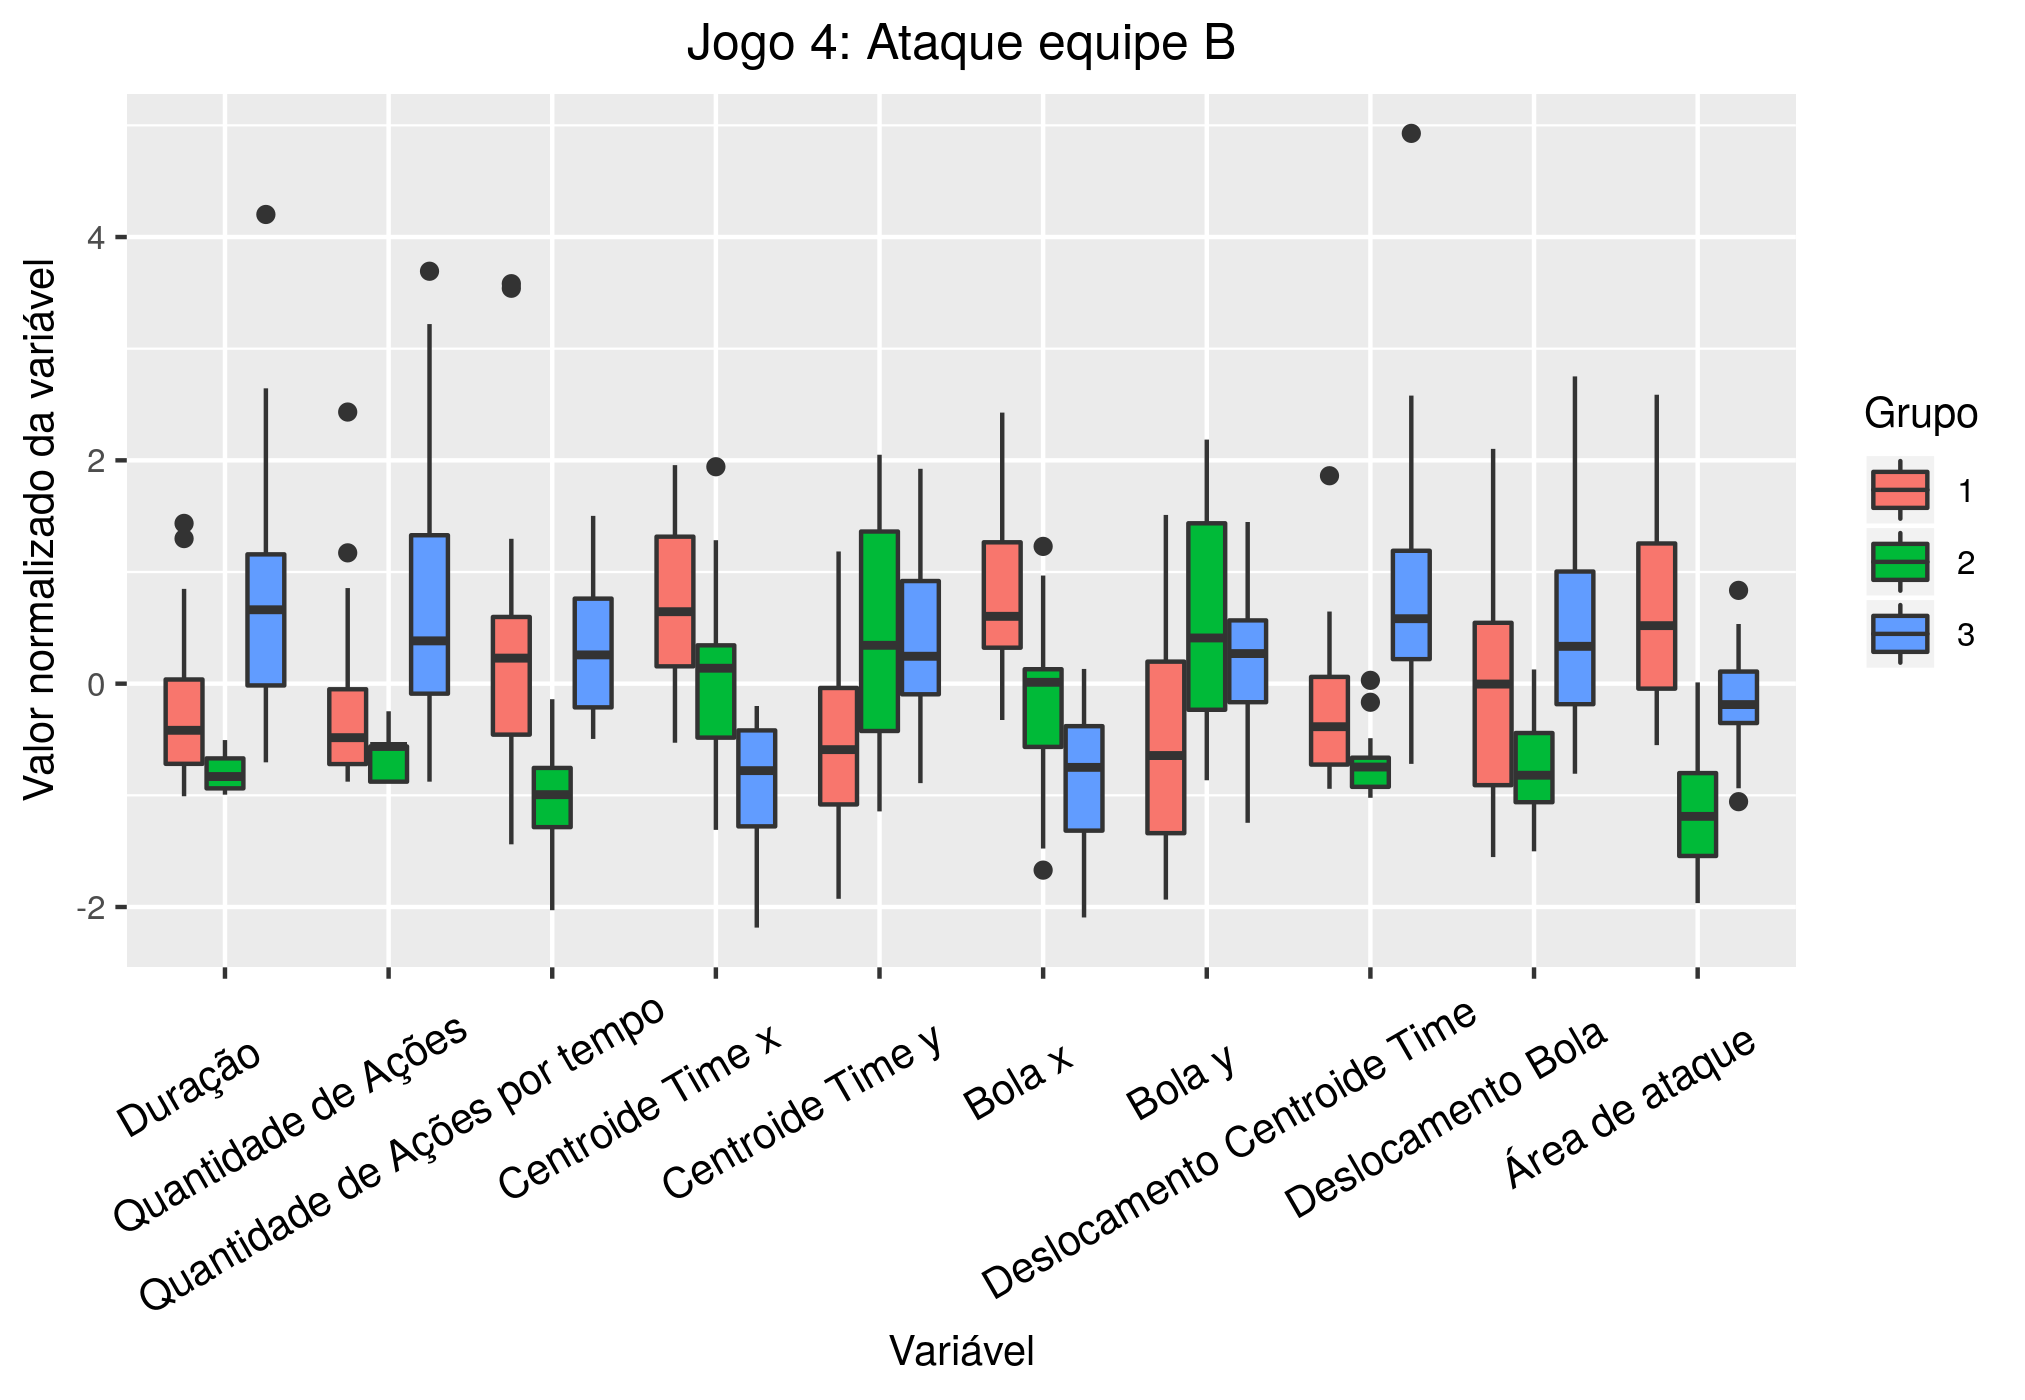 Jogo 4: Ataque equipe B
Valor normalizado da variável
4
2
0
-2
Duração
Quantidade de Ações
Quantidade de Ações por tempo
Centroide Time x
Centroide Time y
Bola x
Bola y
Deslocamento Centroide Time
Deslocamento Bola
Área de ataque
Variável
Grupo
1
2
3